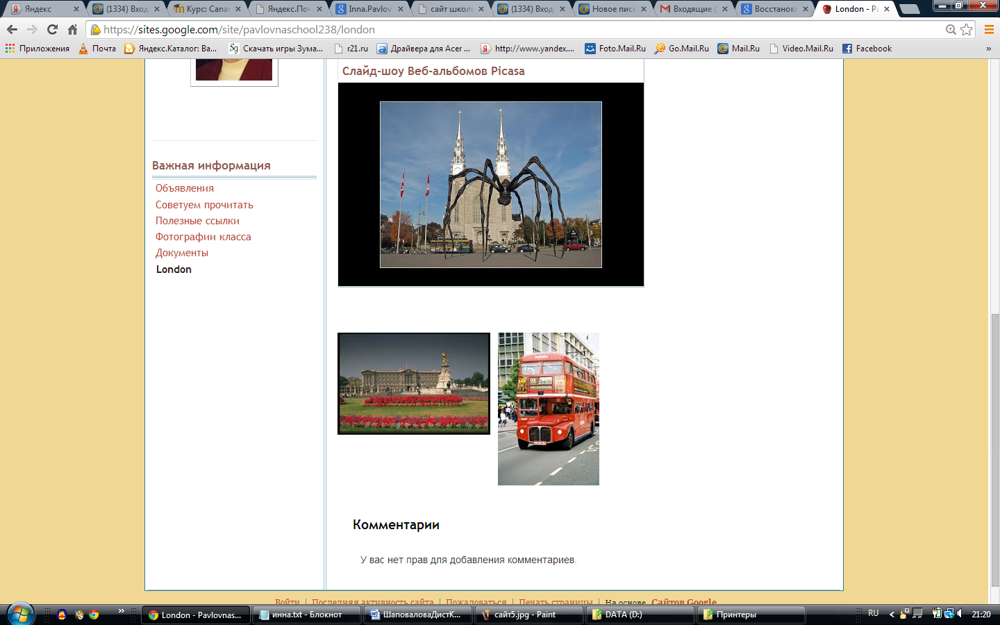 Яндекс
(1334) Вход
Курс: Canad
Яндекс.Поч
Inna.Pavlov
сайт школы
(1334) Вход
Новое пись
Входящие (
Восстановл
London - Pa
https://sites.google.com/site/pavlovnaschool238/london
Приложения
Почта
Яндекс.Каталог: Ва...
Скачать игры Зума...
r21.ru
Драйвера для Acer ...
http://www.yandex....
Foto.Mail.Ru
Go.Mail.Ru
Mail.Ru
Video.Mail.Ru
Facebook
»
Слайд-шоу Веб-альбомов Picasa
Важная информация
Объявления
Советуем прочитать
Полезные ссылки
Фотографии класса
Документы
London
Комментарии
У вас нет прав для добавления комментариев.
Войти | Последняя активность сайта | Пожаловаться | Печать страницы | На основе Сайтов Google
London - Pavlovnas...
инна.txt - Блокнот
ШаповаловаДистК...
сайт5.jpg - Paint
DATA (D:)
Принтеры
RU
21:20